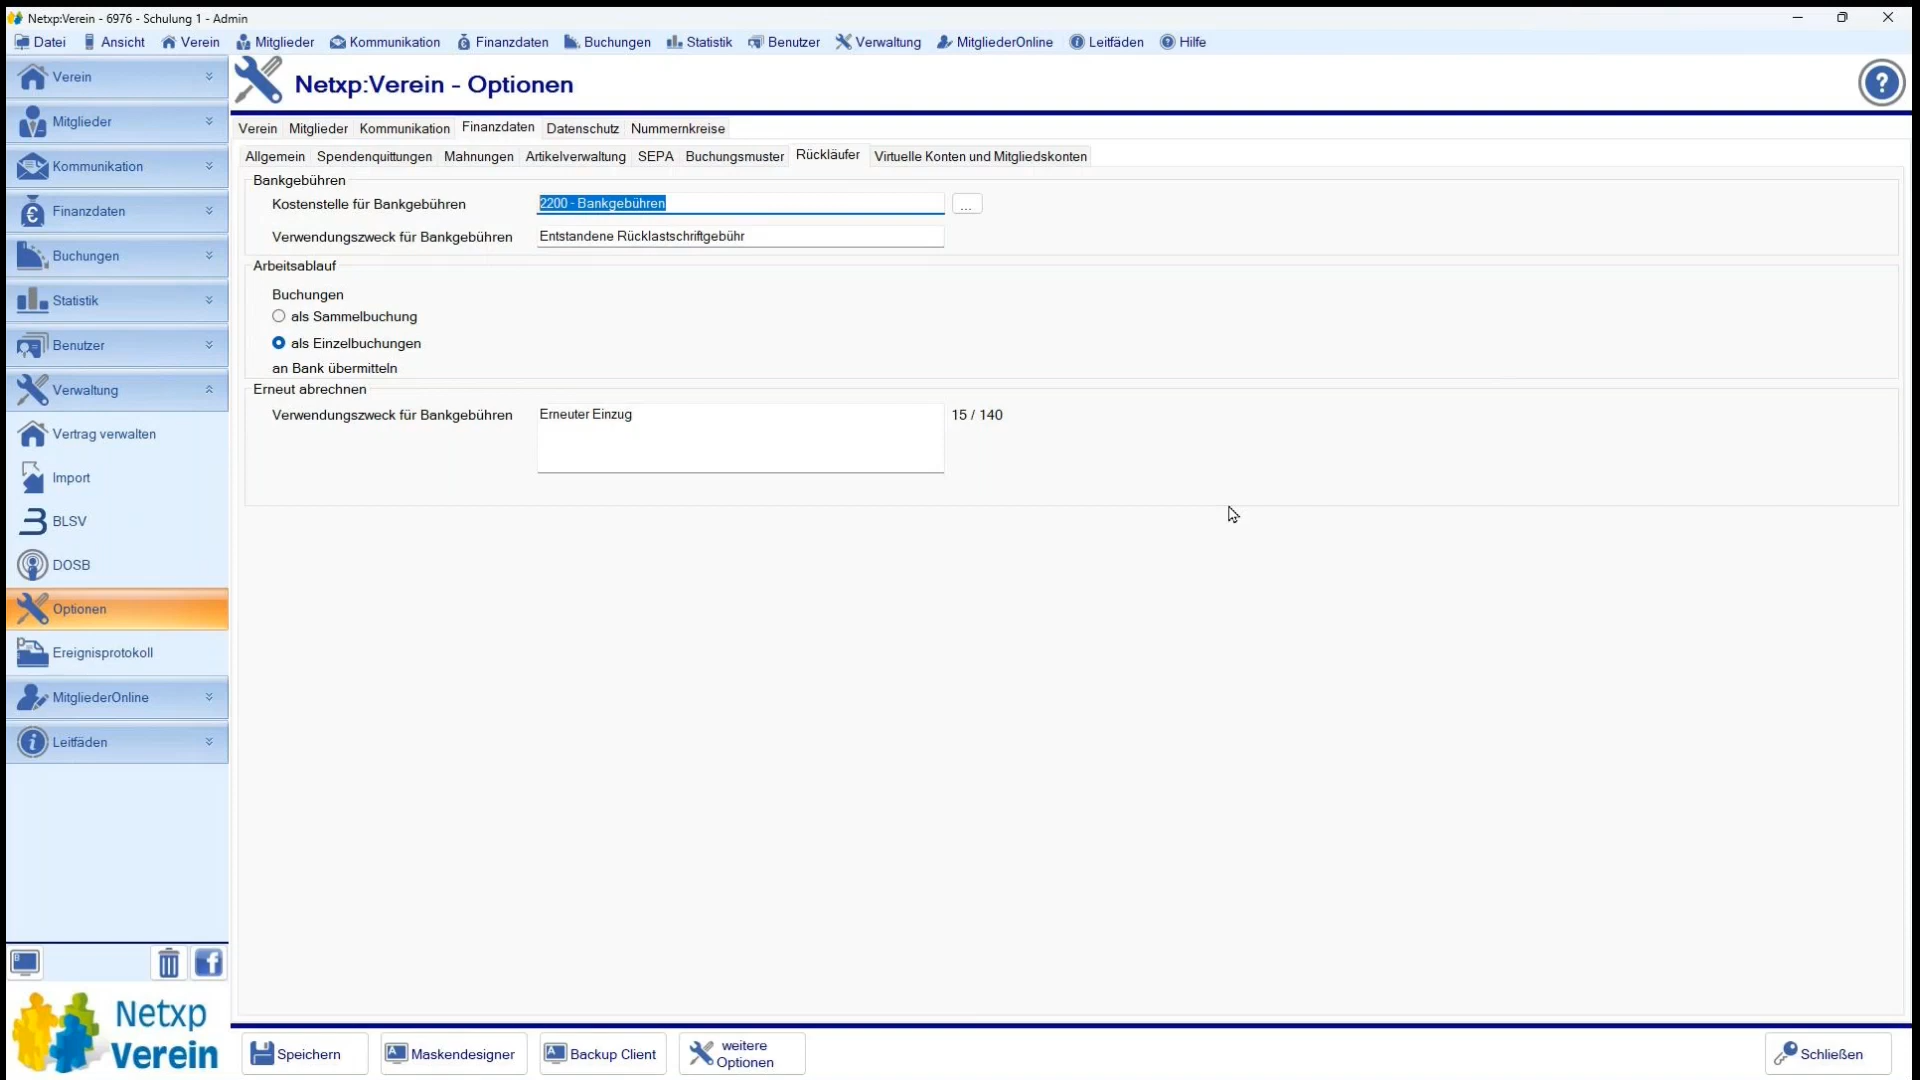 Netxp:Verein - 6976 - Schulung 1 - Admin
Datei Ansicht Verein Mitglieder Kommunikation Finanzdaten Buchungen Statistik Benutzer Verwaltung MitgliederOnline Leitfäden Hilfe
Verein
Mitglieder
Kommunikation
Finanzdaten
Buchungen
Statistik
Benutzer
Verwaltung
Vertrag verwalten
Import
BLSV
DOSB
Optionen
Ereignisprotokoll
MitgliederOnline
Leitfäden
Netxp
Verein
Netxp:Verein - Optionen
Verein Mitglieder Kommunikation Finanzdaten Datenschutz Nummernkreise
Allgemein Spendenquittungen Mahnungen Artikelverwaltung SEPA Buchungsmuster Rückläufer Virtuelle Konten und Mitgliedskonten
Bankgebühren
Kostenstelle für Bankgebühren 2200 - Bankgebühren ...
Verwendungszweck für Bankgebühren Entstandene Rücklastschriftgebühr
Arbeitsablauf
Buchungen
als Sammelbuchung
als Einzelbuchungen
an Bank übermitteln
Erneut abrechnen
Verwendungszweck für Bankgebühren Erneuter Einzug 15 / 140
Speichern Maskendesigner Backup Client weitere Optionen Schließen